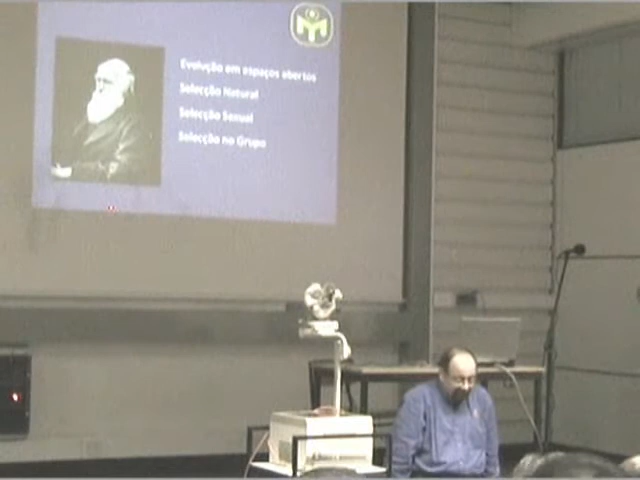 Evolução em espaços abertos
Selecção Natural
Selecção Sexual
Selecção no Grupo